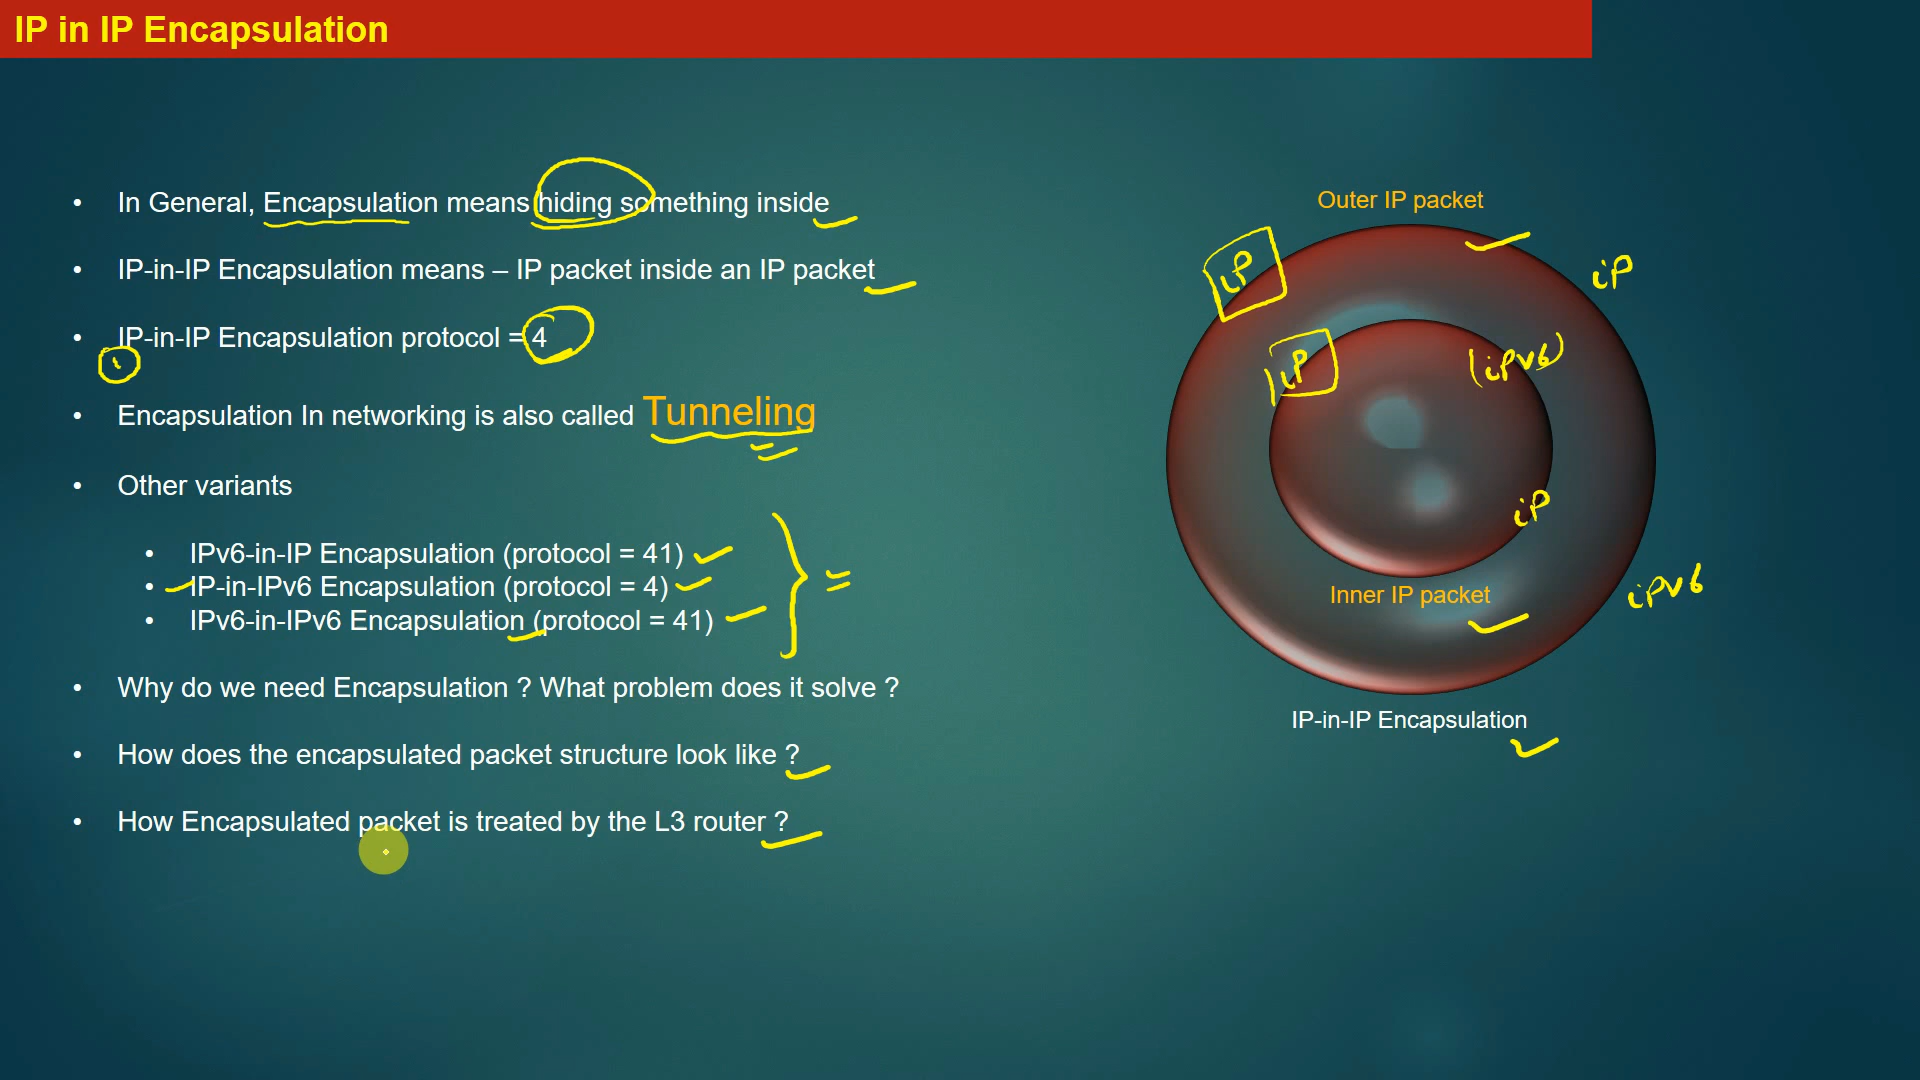 IP in IP Encapsulation
• In General, Encapsulation means hiding something inside
• IP-in-IP Encapsulation means – IP packet inside an IP packet
• IP-in-IP Encapsulation protocol = 4
1
• Encapsulation In networking is also called Tunneling
• Other variants
• IPv6-in-IP Encapsulation (protocol = 41)
• IP-in-IPv6 Encapsulation (protocol = 4)
• IPv6-in-IPv6 Encapsulation (protocol = 41)
• Why do we need Encapsulation ? What problem does it solve ?
• How does the encapsulated packet structure look like ?
• How Encapsulated packet is treated by the L3 router ?
Outer IP packet
iP
iP
iP
(iPv6)
iP
iPv6
Inner IP packet
IP-in-IP Encapsulation